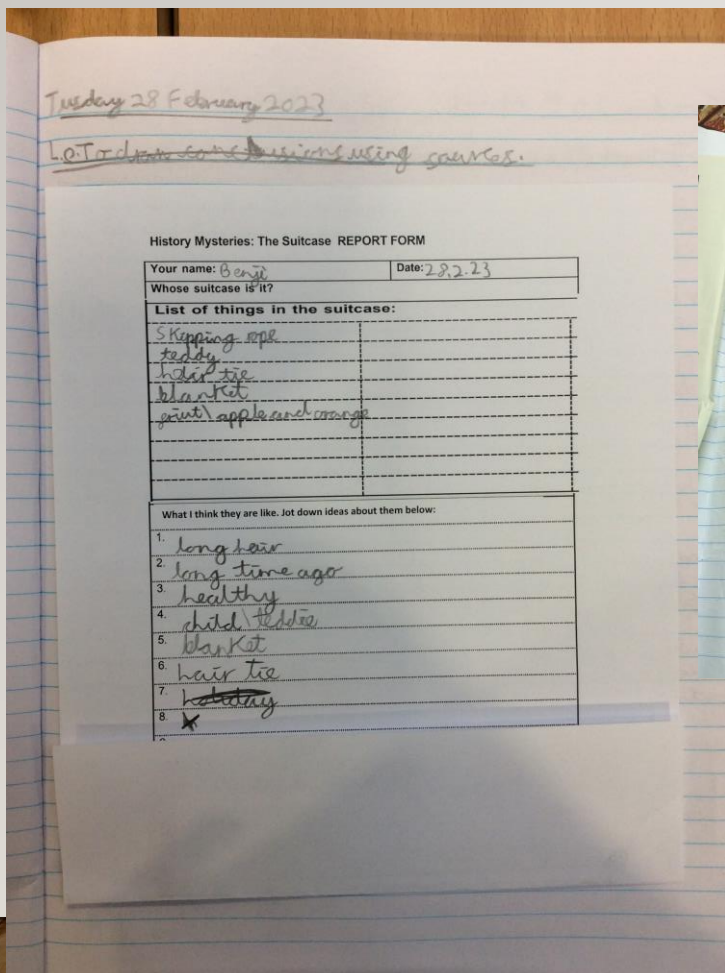 Tusday 28 February 2023
L.O.To draw conclusions using sources.
History Mysteries: The Suitcase REPORT FORM
Your name: Benji Date: 28.2.23
Whose suitcase is it?
List of things in the suitcase:
Skipping rope
teddy
hair tie
blanket
fruit\ apple and orange
What I think they are like. Jot down ideas about them below:
1. long hair
2. long time ago
3. healthy
4. child\teddie
5. blanket
6. hair tie
7. holiday
8.